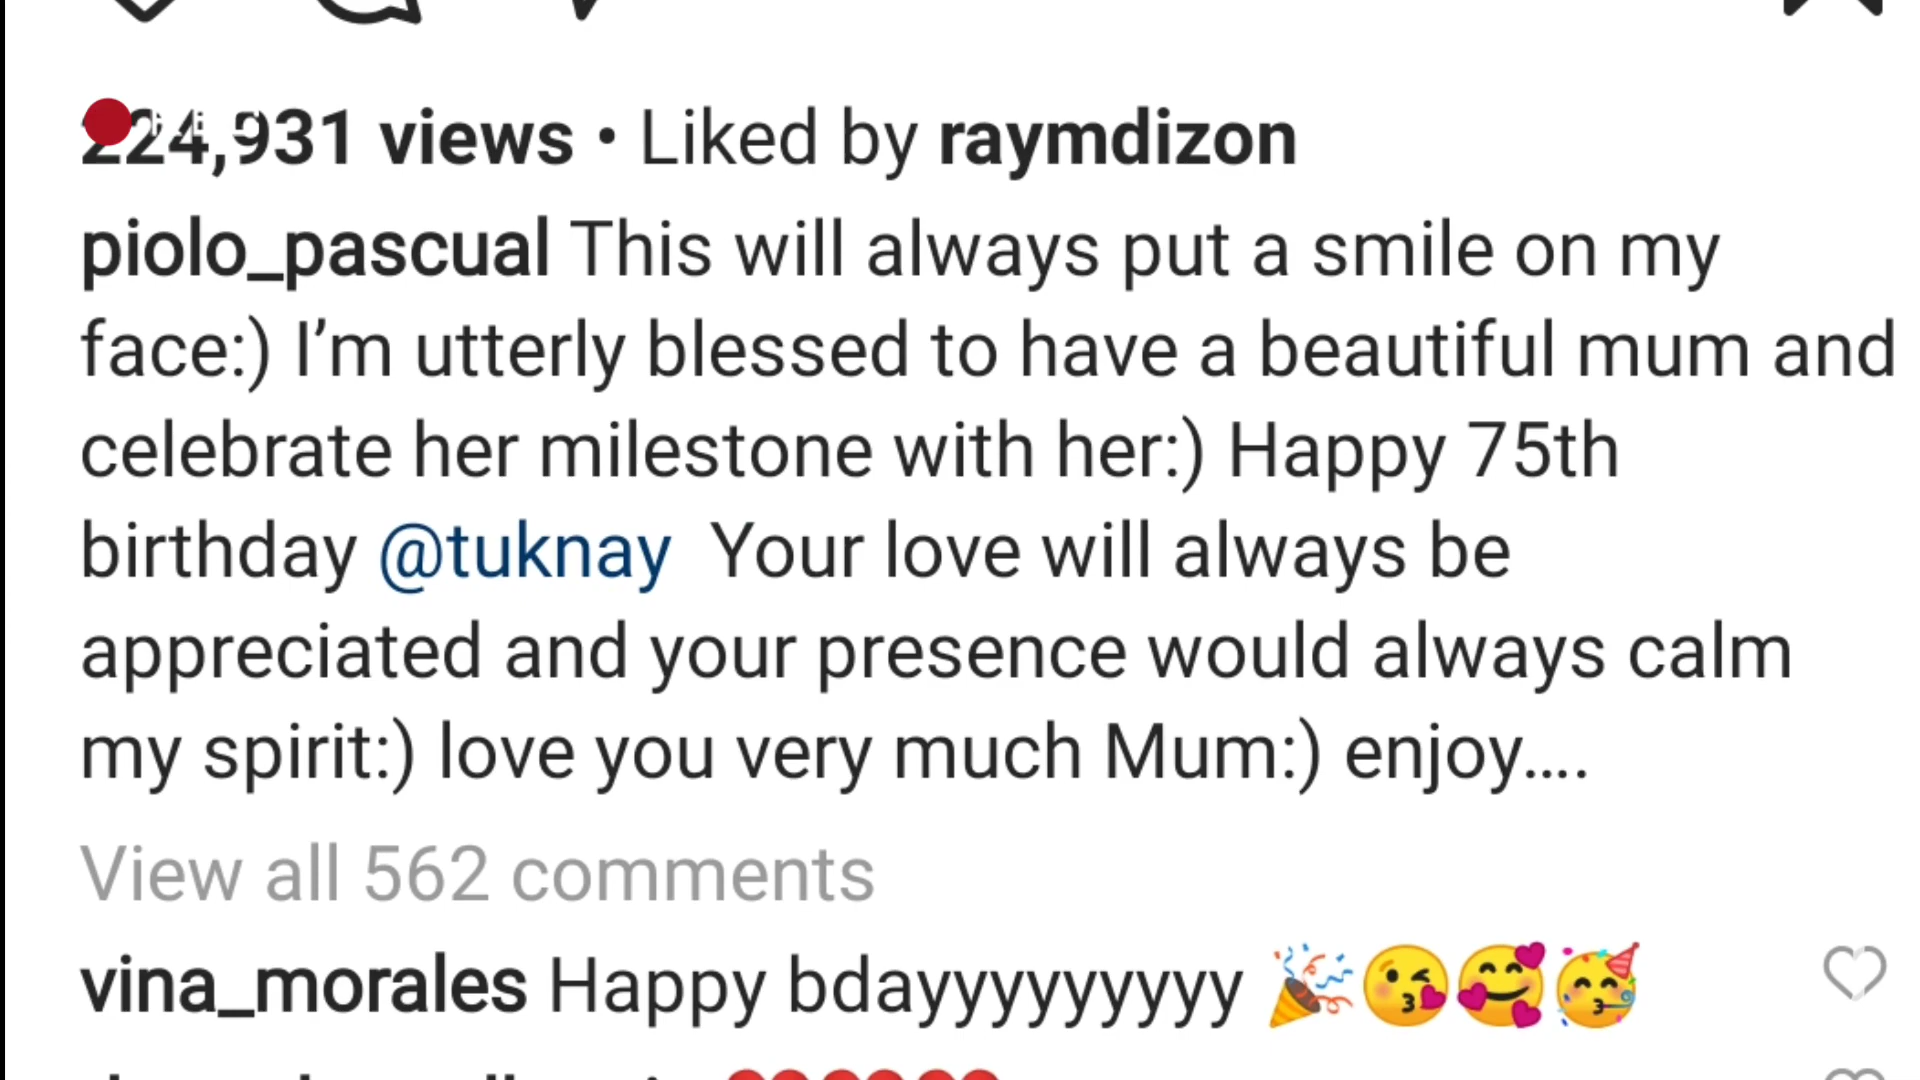 224,931 views • Liked by raymdizon
piolo_pascual This will always put a smile on my
face:) I’m utterly blessed to have a beautiful mum and
celebrate her milestone with her:) Happy 75th
birthday @tuknay Your love will always be
appreciated and your presence would always calm
my spirit:) love you very much Mum:) enjoy....
View all 562 comments
vina_morales Happy bdayyyyyyyyy 🎉😘🥰🥳